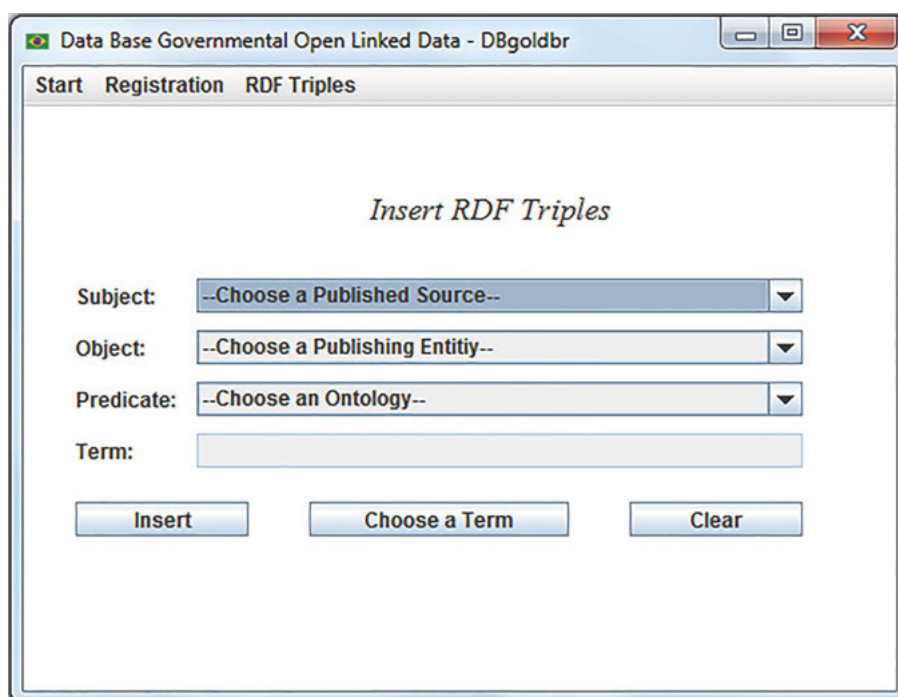 Data Base Governmental Open Linked Data - DBgoldbr
Start Registration RDF Triples
Insert RDF Triples
Subject: --Choose a Published Source--
Object: --Choose a Publishing Entitiy--
Predicate: --Choose an Ontology--
Term:
Insert Choose a Term Clear